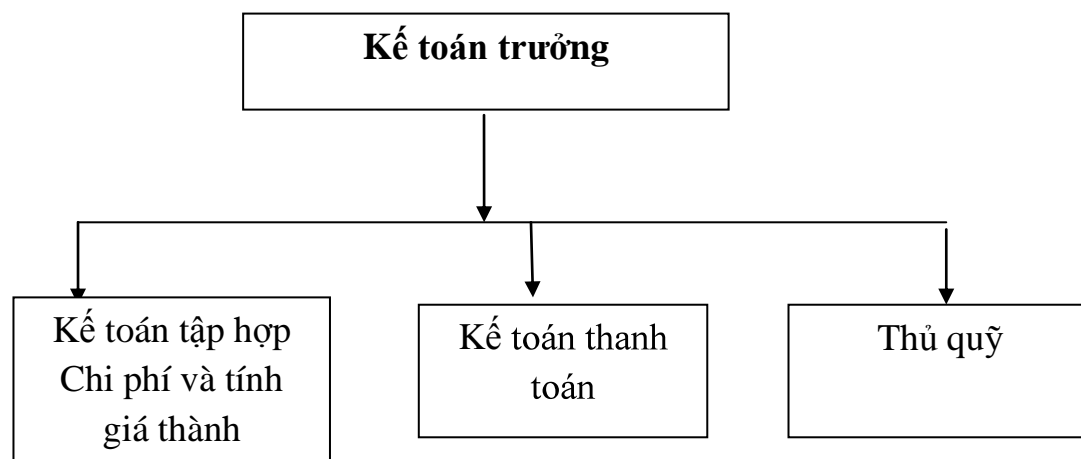 Kế toán trưởng
Kế toán tập hợp
Chi phí và tính
giá thành
Kế toán thanh
toán
Thủ quỹ